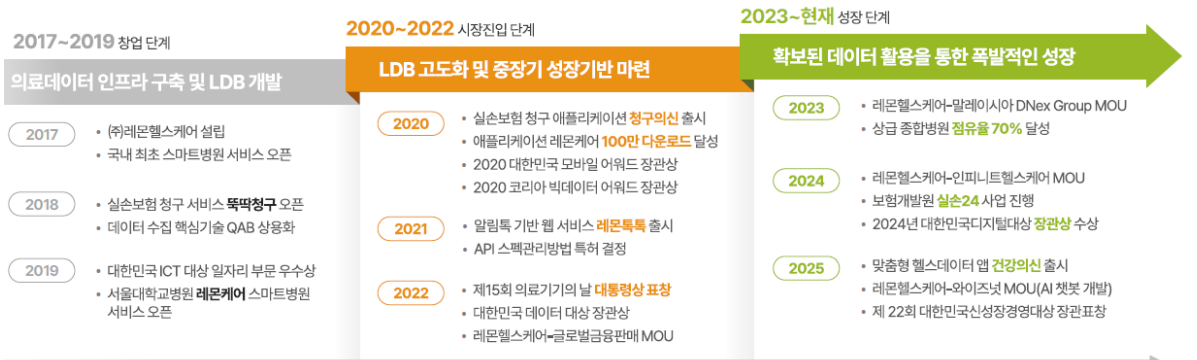 2017~2019 창업 단계
의료데이터 인프라 구축 및 LDB 개발
2017
• ㈜레몬헬스케어 설립
• 국내 최초 스마트병원 서비스 오픈
2018
• 실손보험 청구 서비스 뚝딱청구 오픈
• 데이터 수집 핵심기술 QAB 상용화
2019
• 대한민국 ICT 대상 일자리 부문 우수상
• 서울대학교병원 레몬케어 스마트병원
서비스 오픈
2020~2022 시장진입 단계
LDB 고도화 및 중장기 성장기반 마련
2020
• 실손보험 청구 애플리케이션 청구의신 출시
• 애플리케이션 레몬케어 100만 다운로드 달성
• 2020 대한민국 모바일 어워드 장관상
• 2020 코리아 빅데이터 어워드 장관상
2021
• 알림톡 기반 웹 서비스 레몬톡톡 출시
• API 스펙관리방법 특허 결정
2022
• 제15회 의료기기의 날 대통령상 표창
• 대한민국 데이터 대상 장관상
• 레몬헬스케어-글로벌금융판매 MOU
2023~현재 성장 단계
확보된 데이터 활용을 통한 폭발적인 성장
2023
• 레몬헬스케어-말레이시아 DNex Group MOU
• 상급 종합병원 점유율 70% 달성
2024
• 레몬헬스케어-인피니트헬스케어 MOU
• 보험개발원 실손24 사업 진행
• 2024년 대한민국디지털대상 장관상 수상
2025
• 맞춤형 헬스데이터 앱 건강의신 출시
• 레몬헬스케어-와이즈넛 MOU(AI 챗봇 개발)
• 제 22회 대한민국신성장경영대상 장관표창